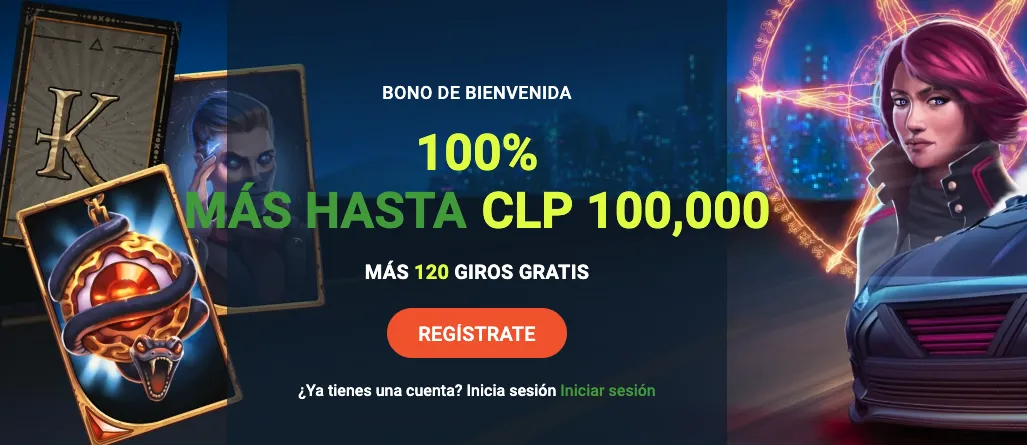 K
BONO DE BIENVENIDA
100%
MÁS HASTA CLP 100,000
MÁS 120 GIROS GRATIS
REGÍSTRATE
¿Ya tienes una cuenta? Inicia sesión Iniciar sesión